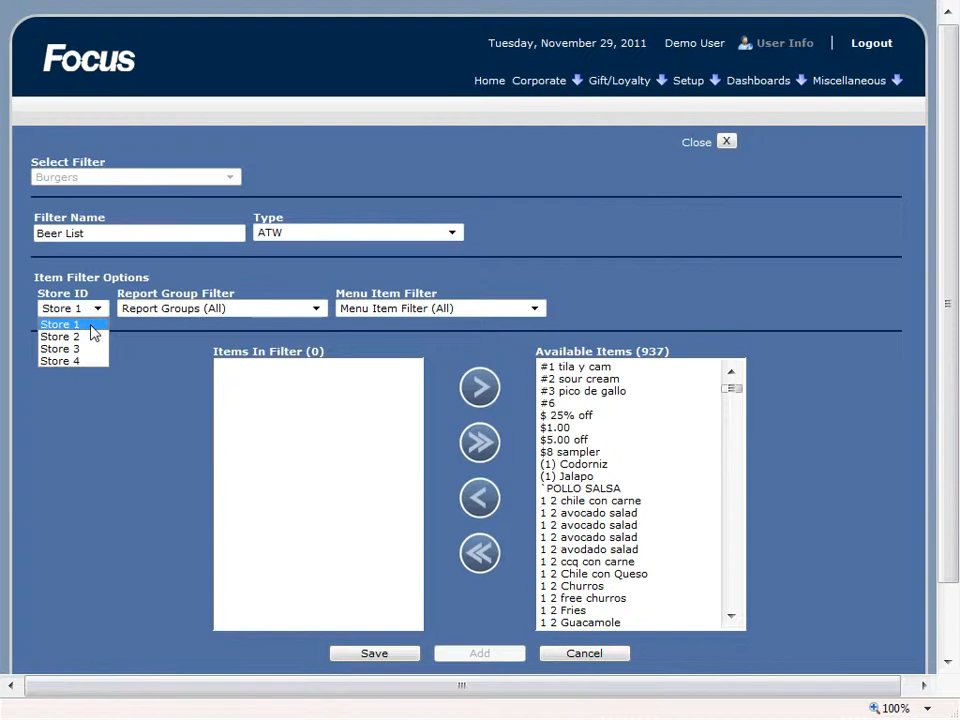 Focus
Tuesday, November 29, 2011 Demo User User Info | Logout
Home Corporate Gift/Loyalty Setup Dashboards Miscellaneous
Close X
Select Filter
Burgers
Filter Name Type
Beer List ATW
Item Filter Options
Store ID Report Group Filter Menu Item Filter
Store 1 Report Groups (All) Menu Item Filter (All)
Store 1
Store 2
Store 3
Store 4
Items In Filter (0) Available Items (937)
#1 tila y cam
#2 sour cream
#3 pico de gallo
#6
$ 25% off
$1.00
$5.00 off
$8 sampler
(1) Codorniz
(1) Jalapo
`POLLO SALSA
1 2 chile con carne
1 2 avocado salad
1 2 avocado salad
1 2 avocado salad
1 2 avodado salad
1 2 ccq con carne
1 2 Chile con Queso
1 2 Churros
1 2 free churros
1 2 Fries
1 2 Guacamole
Save Add Cancel
100%